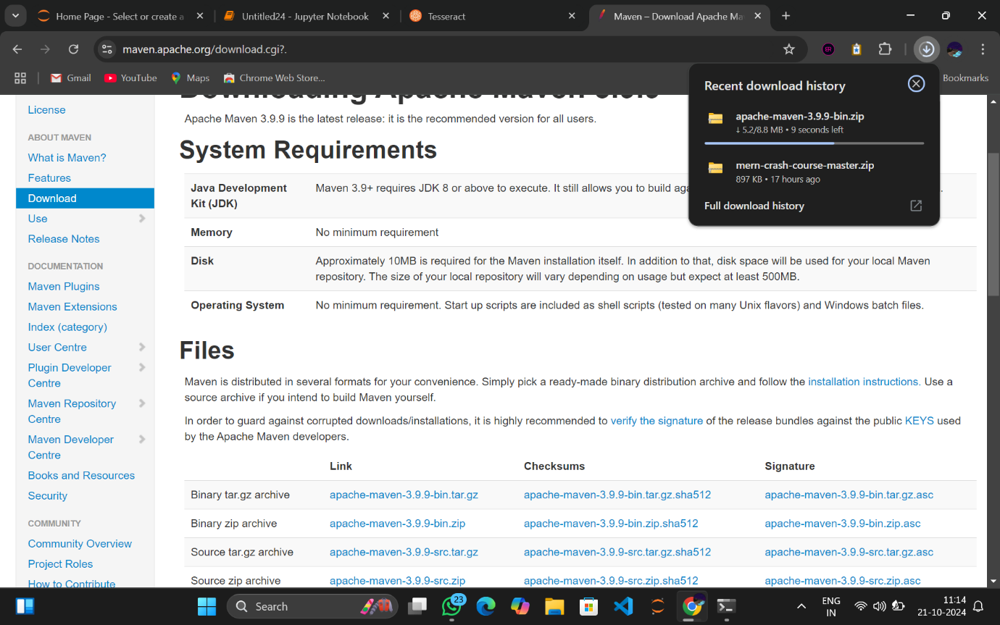 Home Page - Select or create a
Untitled24 - Jupyter Notebook
Tesseract
Maven – Download Apache Ma
maven.apache.org/download.cgi?.
Gmail
YouTube
Maps
Chrome Web Store...
Bookmarks
Recent download history
apache-maven-3.9.9-bin.zip
↓ 5.2/8.8 MB • 9 seconds left
mern-crash-course-master.zip
897 KB • 17 hours ago
Full download history
License
ABOUT MAVEN
What is Maven?
Features
Download
Use
Release Notes
DOCUMENTATION
Maven Plugins
Maven Extensions
Index (category)
User Centre
Plugin Developer
Centre
Maven Repository
Centre
Maven Developer
Centre
Books and Resources
Security
COMMUNITY
Community Overview
Project Roles
How to Contribute
Downloading Apache Maven 3.9.9
Apache Maven 3.9.9 is the latest release: it is the recommended version for all users.
System Requirements
Java Development Kit (JDK) Maven 3.9+ requires JDK 8 or above to execute. It still allows you to build aga
Memory No minimum requirement
Disk Approximately 10MB is required for the Maven installation itself. In addition to that, disk space will be used for your local Maven
repository. The size of your local repository will vary depending on usage but expect at least 500MB.
Operating System No minimum requirement. Start up scripts are included as shell scripts (tested on many Unix flavors) and Windows batch files.
Files
Maven is distributed in several formats for your convenience. Simply pick a ready-made binary distribution archive and follow the installation instructions. Use a
source archive if you intend to build Maven yourself.
In order to guard against corrupted downloads/installations, it is highly recommended to verify the signature of the release bundles against the public KEYS used
by the Apache Maven developers.
Link Checksums Signature
Binary tar.gz archive apache-maven-3.9.9-bin.tar.gz apache-maven-3.9.9-bin.tar.gz.sha512 apache-maven-3.9.9-bin.tar.gz.asc
Binary zip archive apache-maven-3.9.9-bin.zip apache-maven-3.9.9-bin.zip.sha512 apache-maven-3.9.9-bin.zip.asc
Source tar.gz archive apache-maven-3.9.9-src.tar.gz apache-maven-3.9.9-src.tar.gz.sha512 apache-maven-3.9.9-src.tar.gz.asc
Source zip archive apache-maven-3.9.9-src.zip apache-maven-3.9.9-src.zip.sha512 apache-maven-3.9.9-src.zip.asc
Search
23
ENG
IN
11:14
21-10-2024